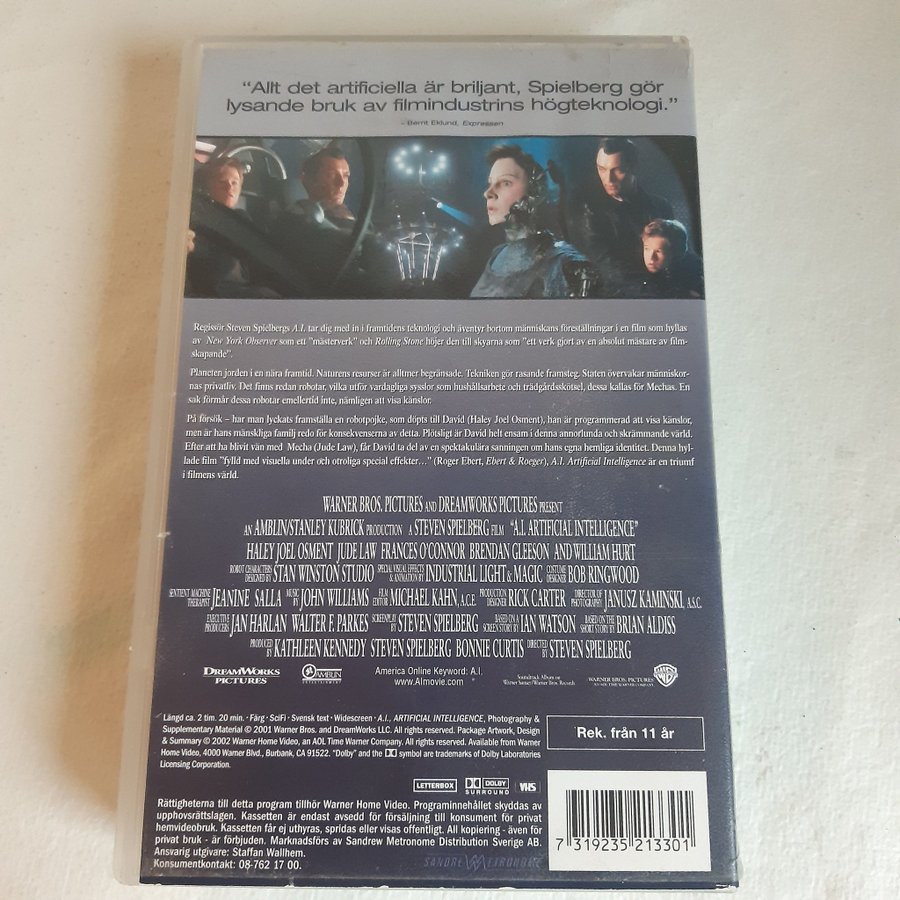 “Allt det artificiella är briljant, Spielberg gör
lysande bruk av filmindustrins högteknologi.”
– Bernt Eklund, Expressen
Regissör Steven Spielbergs A.I. tar dig med in i framtidens teknologi och äventyr bortom människans föreställningar i en film som hyllas
av New York Observer som ett ”mästerverk” och Rolling Stone höjer den till skyarna som ”ett verk gjort av en absolut mästare av film-
skapande”.
Planeten jorden i en nära framtid. Naturens resurser är alltmer begränsade. Tekniken gör rasande framsteg. Staten övervakar människor-
nas privatliv. Det finns redan robotar, vilka utför vardagliga sysslor som hushållsarbete och trädgårdsskötsel, dessa kallas för Mechas. En
sak förmår dessa robotar emellertid inte, nämligen att visa känslor.
På försök – har man lyckats framställa en robotpojke, som döpts till David (Haley Joel Osment), han är programmerad att visa känslor,
men är hans mänskliga familj redo för konsekvenserna av detta. Plötsligt är David helt ensam i denna annorlunda och skrämmande värld.
Efter att ha blivit vän med Mecha (Jude Law), får David ta del av en spektakulära sanningen om hans egna hemliga identitet. Denna hyl-
lade film ”fylld med visuella under och otroliga special effekter…” (Roger Ebert, Ebert & Roeger), A.I. Artificial Intelligence är en triumf
i filmens värld.
WARNER BROS. PICTURES AND DREAMWORKS PICTURES PRESENT
AN AMBLIN/STANLEY KUBRICK PRODUCTION A STEVEN SPIELBERG FILM “A.I. ARTIFICIAL INTELLIGENCE”
HALEY JOEL OSMENT JUDE LAW FRANCES O'CONNOR BRENDAN GLEESON AND WILLIAM HURT
ROBOT CHARACTERS DESIGNED BY STAN WINSTON STUDIO SPECIAL VISUAL EFFECTS & ANIMATION BY INDUSTRIAL LIGHT & MAGIC COSTUME DESIGNER BOB RINGWOOD
SENTIENT MACHINE THERAPIST JEANINE SALLA MUSIC BY JOHN WILLIAMS FILM EDITOR MICHAEL KAHN, A.C.E. PRODUCTION DESIGNER RICK CARTER DIRECTOR OF PHOTOGRAPHY JANUSZ KAMINSKI, A.S.C.
EXECUTIVE PRODUCERS JAN HARLAN WALTER F. PARKES SCREENPLAY BY STEVEN SPIELBERG BASED ON A SCREEN STORY BY IAN WATSON BASED ON THE SHORT STORY BY BRIAN ALDISS
PRODUCED BY KATHLEEN KENNEDY STEVEN SPIELBERG BONNIE CURTIS DIRECTED BY STEVEN SPIELBERG
DREAMWORKS PICTURES
AMBLIN ENTERTAINMENT
America Online Keyword: A.I.
www.AImovie.com
Soundtrack Album on
Warner Sunset/Warner Bros. Records
WARNER BROS. PICTURES
AN AOL TIME WARNER COMPANY
WB
Längd ca. 2 tim. 20 min. · Färg · SciFi · Svensk text · Widescreen · A.I., ARTIFICIAL INTELLIGENCE, Photography &
Supplementary Material © 2001 Warner Bros. and DreamWorks LLC. All rights reserved. Package Artwork, Design
& Summary © 2002 Warner Home Video, an AOL Time Warner Company. All rights reserved. Available from Warner
Home Video, 4000 Warner Blvd., Burbank, CA 91522. “Dolby” and the DD symbol are trademarks of Dolby Laboratories
Licensing Corporation.
Rek. från 11 år
LETTERBOX
DOLBY SURROUND
VHS
Rättigheterna till detta program tillhör Warner Home Video. Programinnehållet skyddas av
upphovsrättslagen. Kassetten är endast avsedd för försäljning till konsument för privat
hemvideobruk. Kassetten får ej uthyras, spridas eller visas offentligt. All kopiering - även för
privat bruk - är förbjuden. Marknadsförs av Sandrew Metronome Distribution Sverige AB.
Ansvarig utgivare: Staffan Wallhem.
Konsumentkontakt: 08-762 17 00.
7 319235 213301